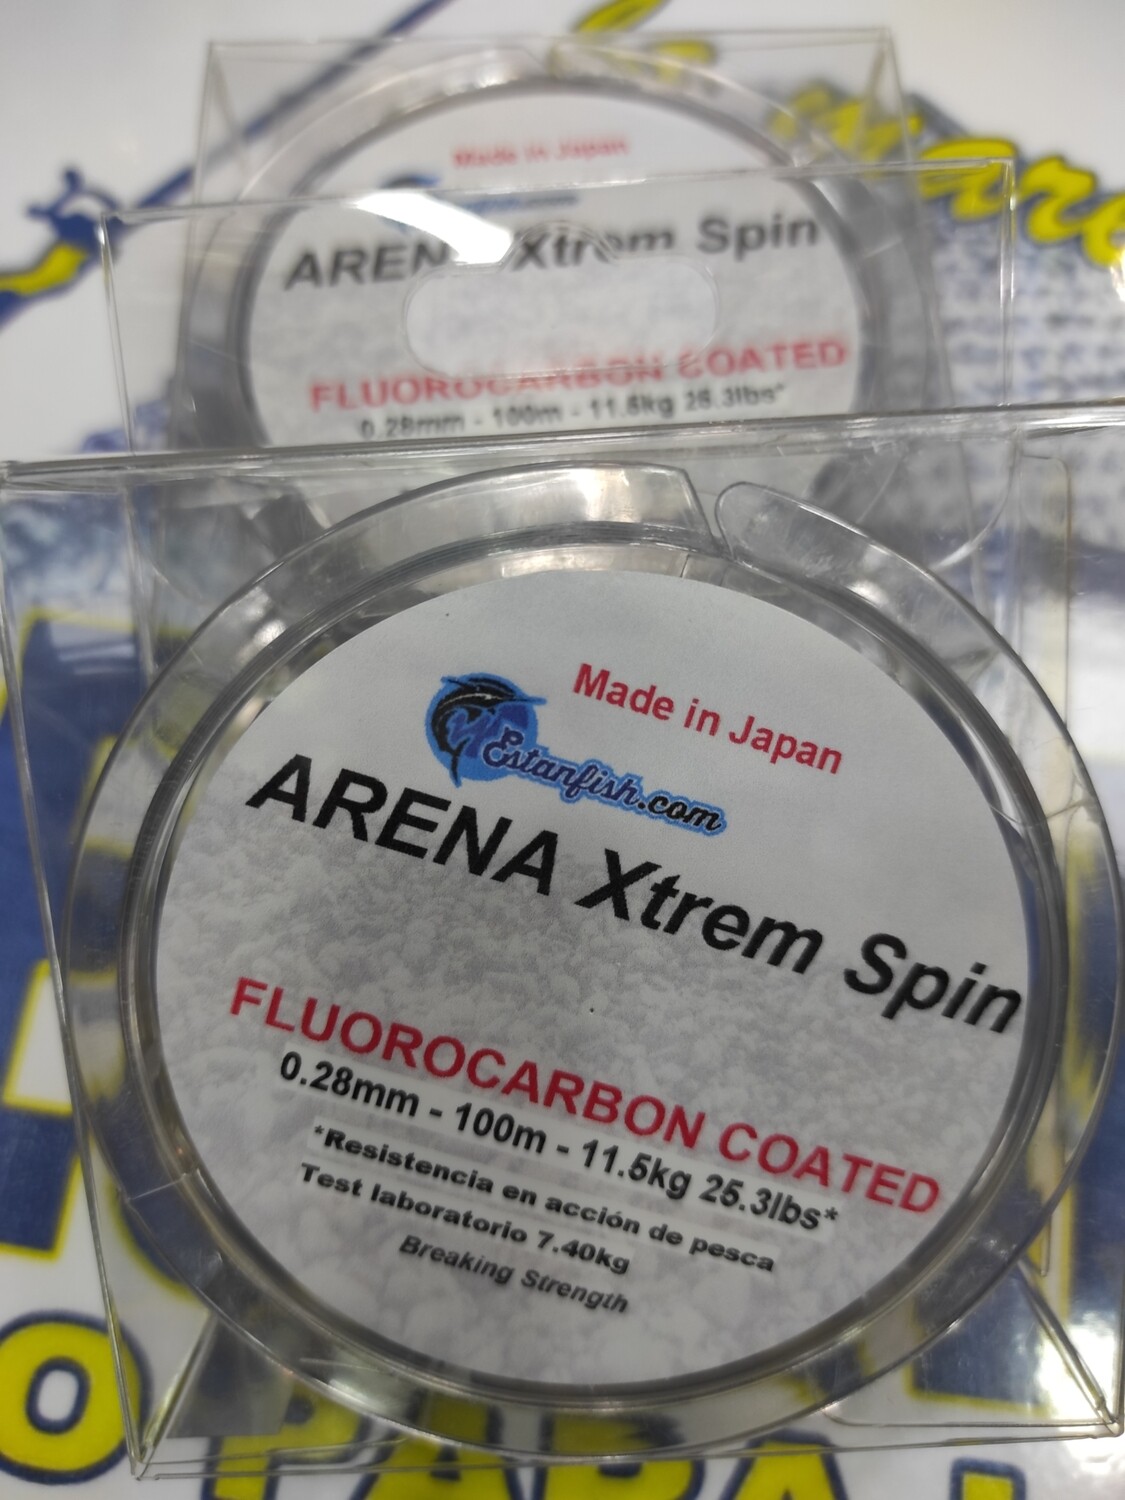 Made in Japan
Xtrem Spin
FLUOROCARBON COATED
0.28mm - 100m - 11.5kg 25.3lbs*
Made in Japan
Estanfish.com
ARENA Xtrem Spin
FLUOROCARBON COATED
0.28mm - 100m - 11.5kg 25.3lbs*
*Resistencia en acción de pesca
Test laboratorio 7.40kg
Breaking Strength